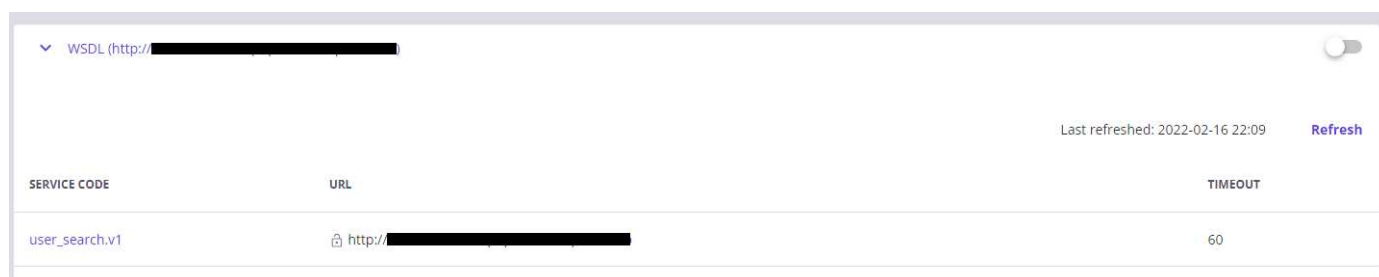 WSDL (http://
Last refreshed: 2022-02-16 22:09 Refresh
SERVICE CODE URL TIMEOUT
user_search.v1 http:// 60